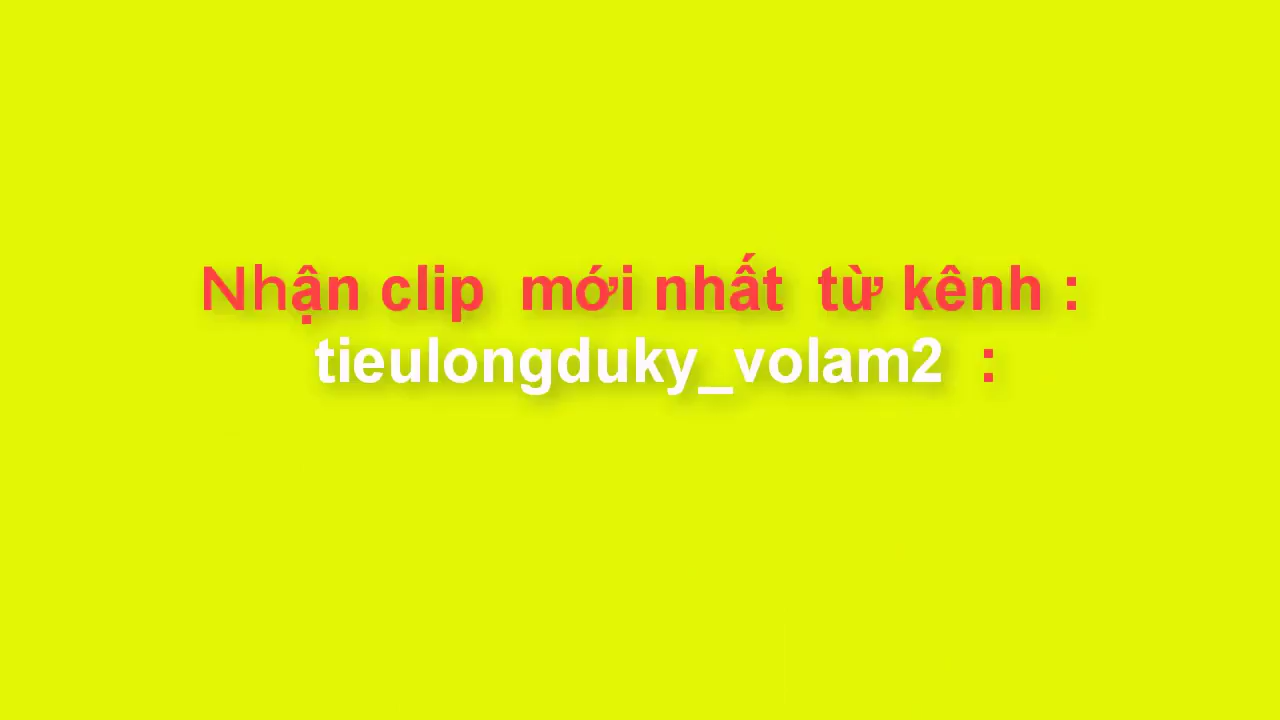 Nhận clip mới nhất từ kênh :
tieulongduky_volam2 :